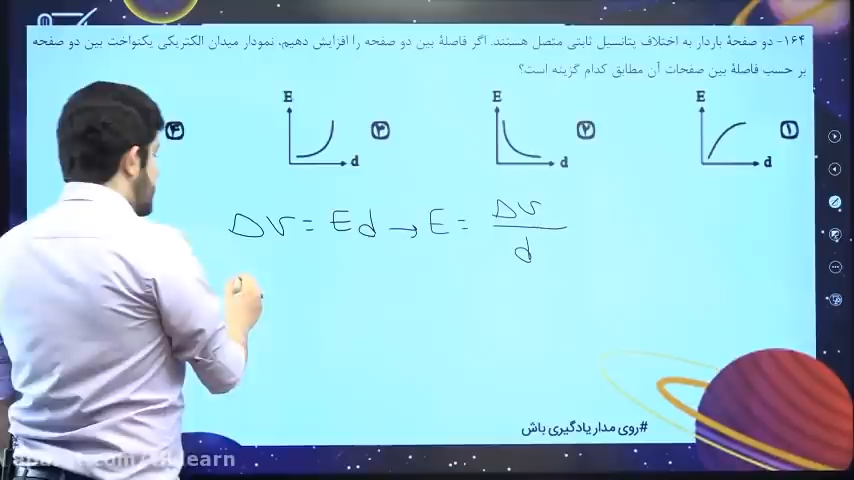 ۱۶۴- دو صفحهٔ باردار به اختلاف پتانسیل ثابتی متصل هستند. اگر فاصلهٔ بین دو صفحه را افزایش دهیم، نمودار میدان الکتریکی یکنواخت بین دو صفحه
بر حسب فاصلهٔ بین صفحات آن مطابق کدام گزینه است؟
۱ E d
۲ E d
۳ E d
۴
ΔV = Ed → E = ΔV / d
#روی مدار یادگیری باش